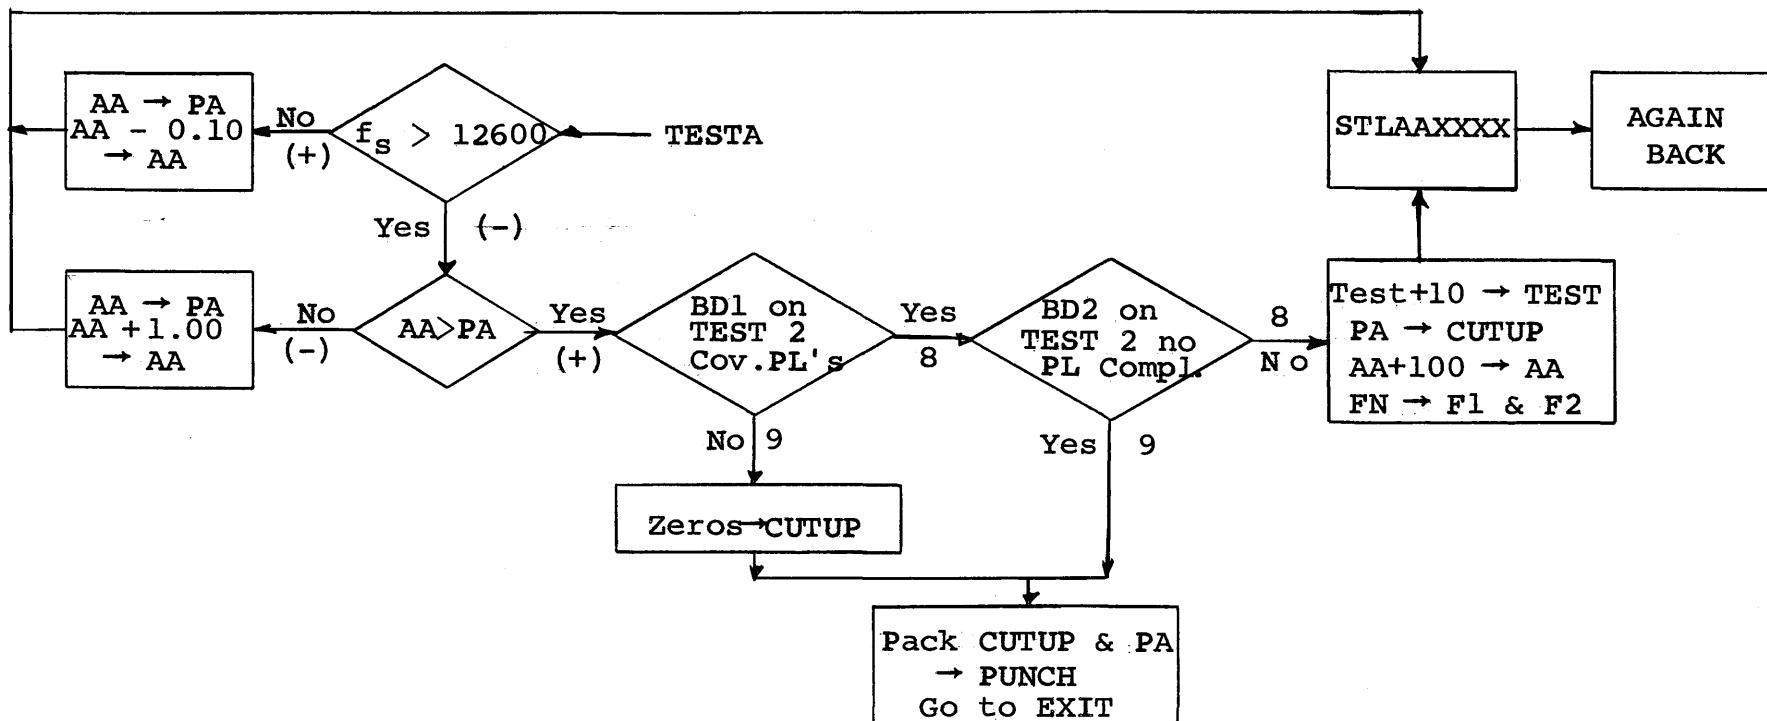 AA → PA
AA - 0.10
→ AA
No
(+)
fs > 12600
TESTA
STLAAXXXX
AGAIN
BACK
Yes (-)
AA → PA
AA +1.00
→ AA
No
(-)
AA>PA
Yes
(+)
BD1 on
TEST 2
Cov.PL's
Yes
8
BD2 on
TEST 2 no
PL Compl.
8
No
Test+10 → TEST
PA → CUTUP
AA+100 → AA
FN → F1 & F2
No 9
Yes 9
Zeros→CUTUP
Pack CUTUP & PA
→ PUNCH
Go to EXIT